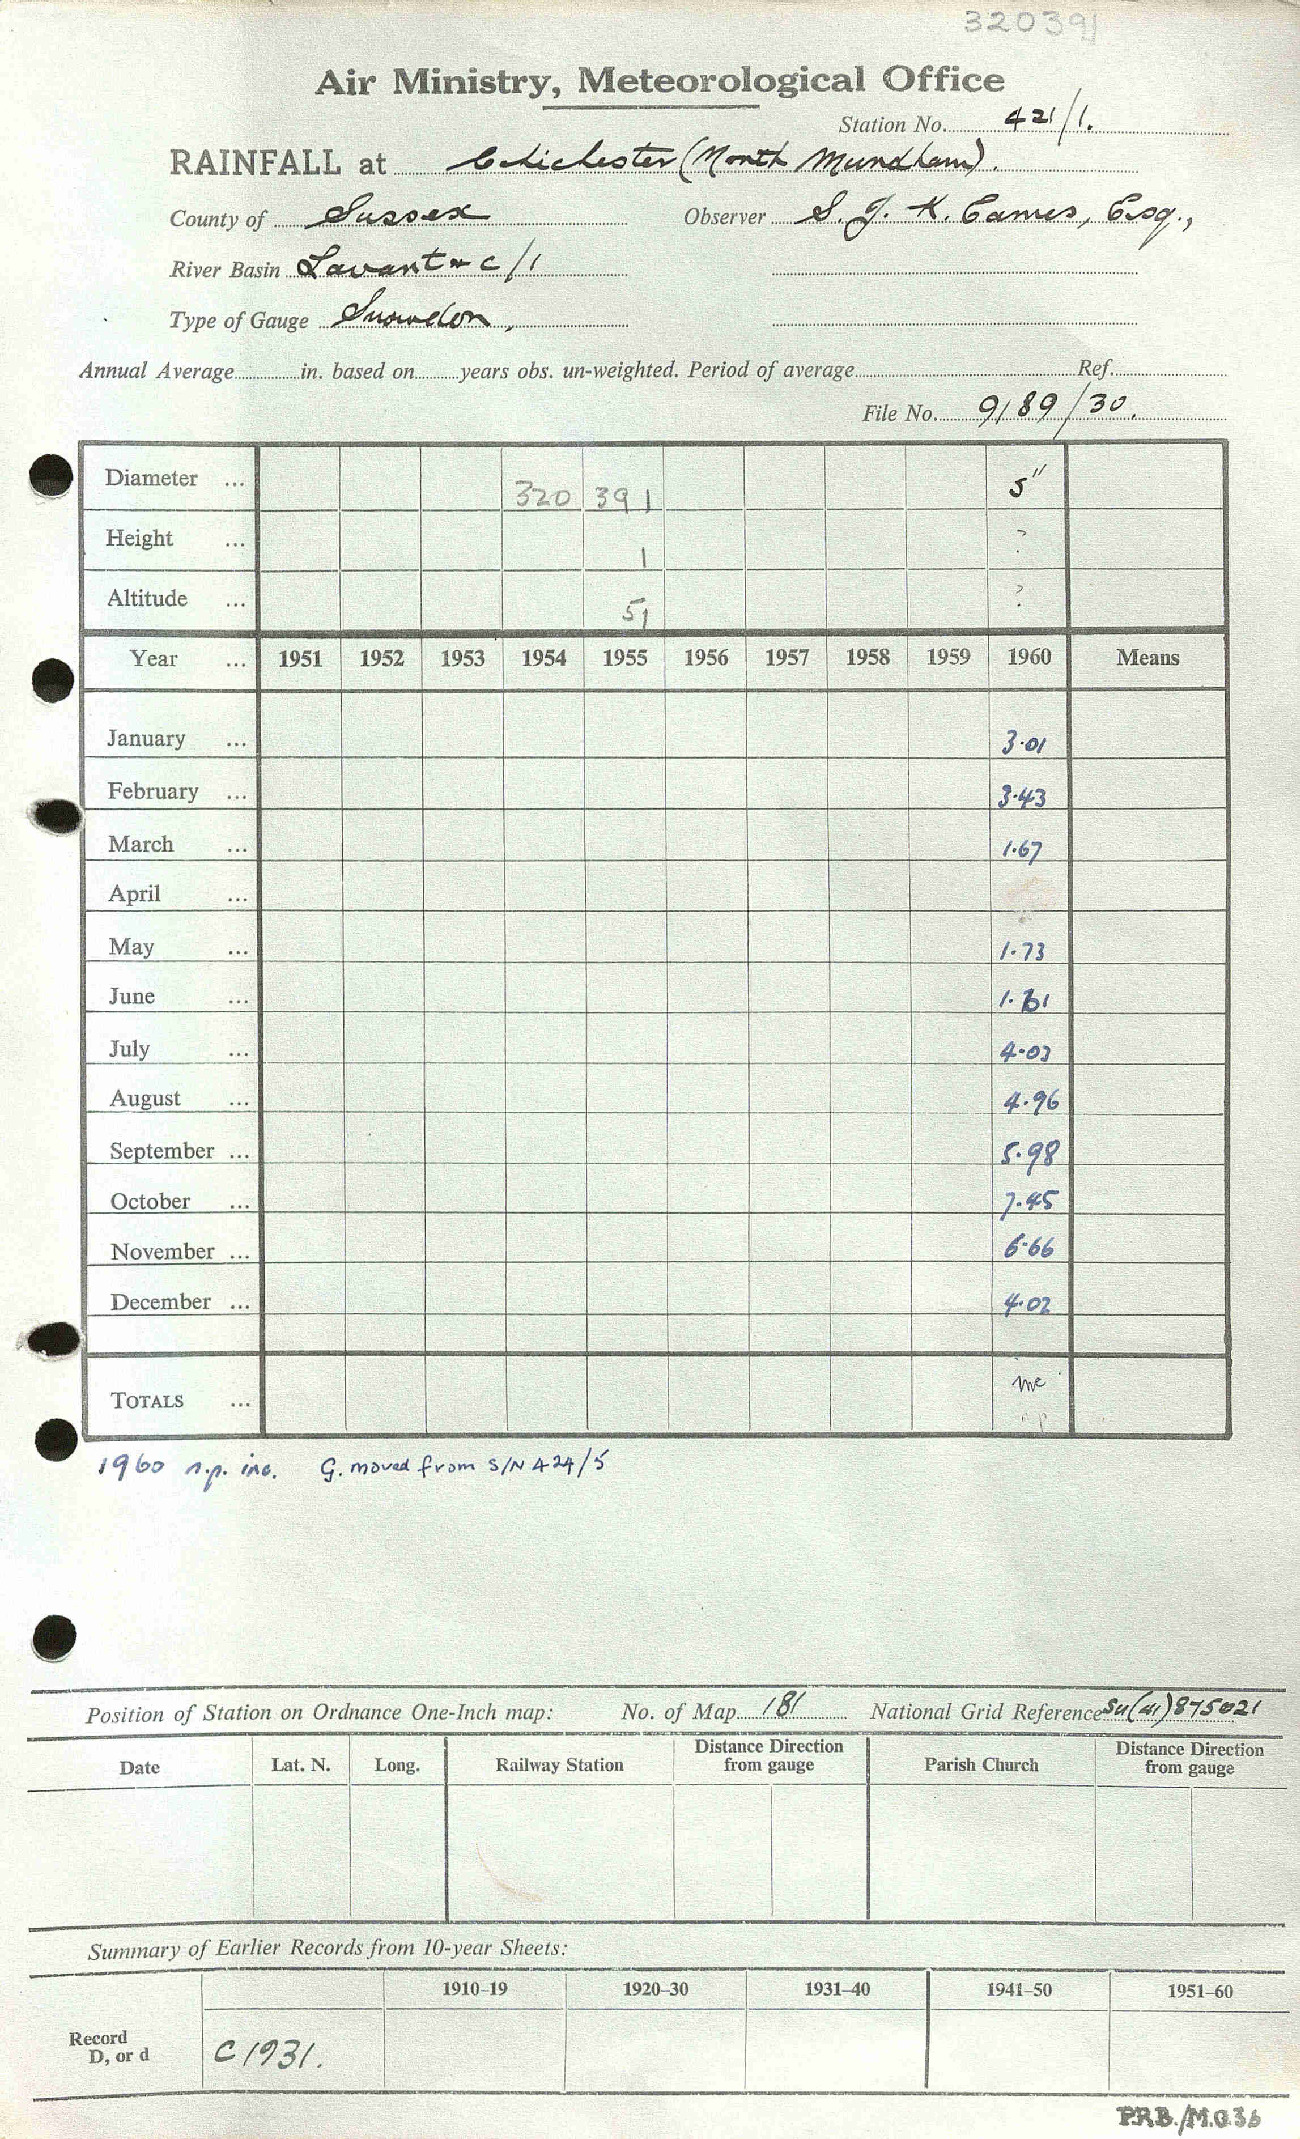 320391
Air Ministry, Meteorological Office
Station No. 421/1.
RAINFALL at Chichester (North Mundham).
County of Sussex Observer S. J. K. Cames, Esq.,
River Basin Lavant & c/1
Type of Gauge Snowdon,
Annual Average in. based on years obs. un-weighted. Period of average Ref.
File No. 9189/30.
Diameter ... 320 391 5"
Height ... 1 ?
Altitude ... 51 ?
Year ... 1951 1952 1953 1954 1955 1956 1957 1958 1959 1960 Means
January ... 3.01
February ... 3.43
March ... 1.67
April ...
May ... 1.73
June ... 1.61
July ... 4.03
August ... 4.96
September ... 5.98
October ... 7.45
November ... 6.66
December ... 4.02
TOTALS ... inc
1960 n.p. inc. G. moved from S/N 424/5
Position of Station on Ordnance One-Inch map: No. of Map 181 National Grid Reference SU(41)875021
Date Lat. N. Long. Railway Station Distance Direction from gauge Parish Church Distance Direction from gauge
Summary of Earlier Records from 10-year Sheets:
1910–19 1920–30 1931–40 1941–50 1951–60
Record D, or d C1931.
P.R.B./M.O.36